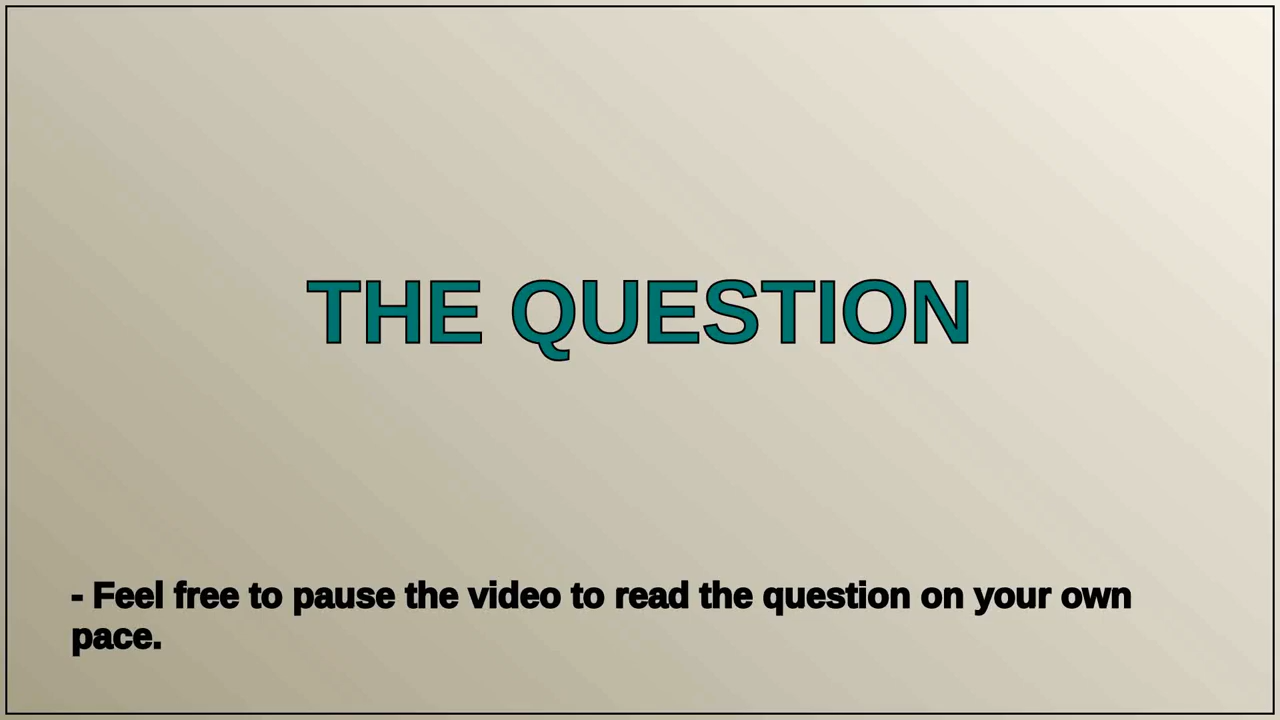 THE QUESTION
- Feel free to pause the video to read the question on your own
pace.